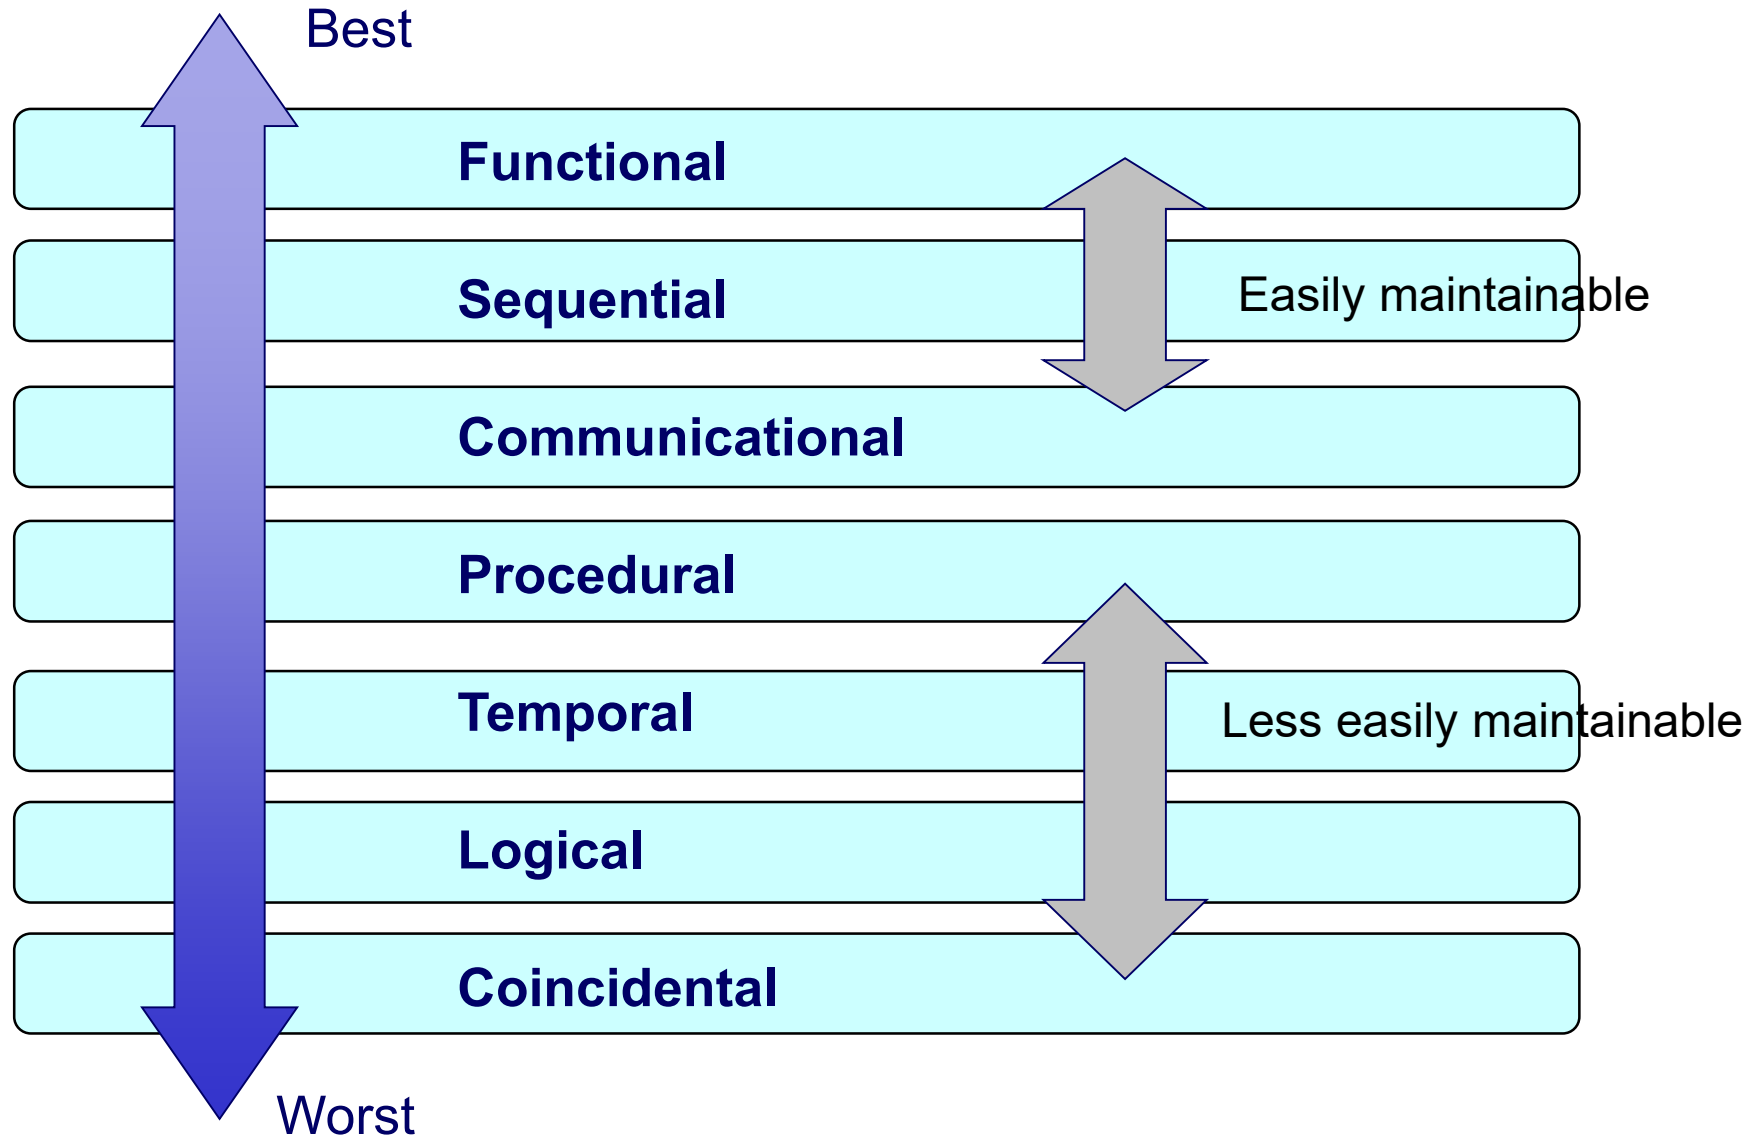 Best
Functional
Sequential
Easily maintainable
Communicational
Procedural
Temporal
Less easily maintainable
Logical
Coincidental
Worst